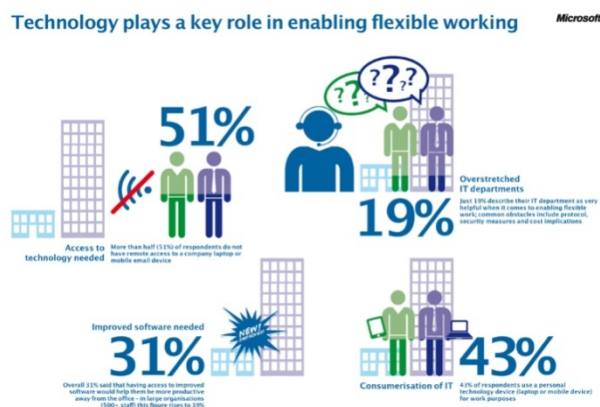 Technology plays a key role in enabling flexible working
Microsoft
51%
Access to
technology needed
More than half (51%) of respondents do not
have remote access to a company laptop or
mobile email device
???
???
Overstretched
IT departments
19%
Just 19% describe their IT department as very
helpful when it comes to enabling flexible
work; common obstacles include protocol,
security measures and cost implications
Improved software needed
31%
NEW!
Overall 31% said that having access to improved
software would help them be more productive
away from the office - in large organisations
(500+ staff) this figure rises to 39%
Consumerisation of IT
43%
43% of respondents use a personal
technology device (laptop or mobile device)
for work purposes